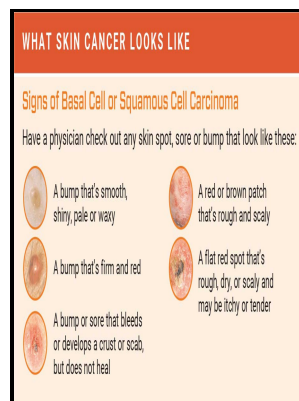 WHAT SKIN CANCER LOOKS LIKE
Signs of Basal Cell or Squamous Cell Carcinoma
Have a physician check out any skin spot, sore or bump that look like these:
A bump that's smooth,
shiny, pale or waxy
A bump that's firm and red
A bump or sore that bleeds
or develops a crust or scab,
but does not heal
A red or brown patch
that's rough and scaly
A flat red spot that's
rough, dry, or scaly and
may be itchy or tender